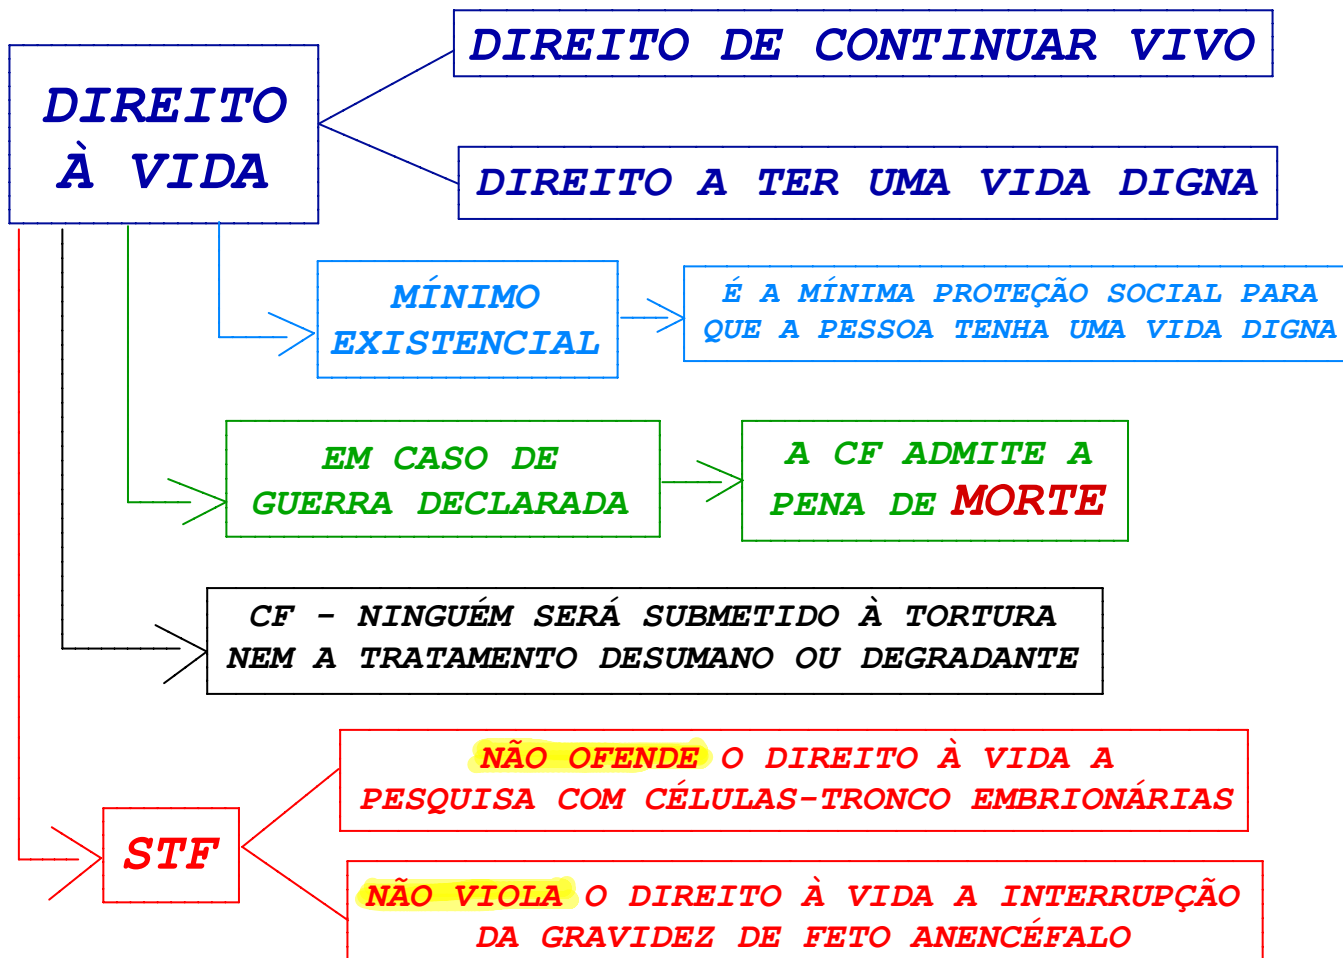 DIREITO
À VIDA
DIREITO DE CONTINUAR VIVO
DIREITO A TER UMA VIDA DIGNA
MÍNIMO
EXISTENCIAL
É A MÍNIMA PROTEÇÃO SOCIAL PARA
QUE A PESSOA TENHA UMA VIDA DIGNA
EM CASO DE
GUERRA DECLARADA
A CF ADMITE A
PENA DE MORTE
CF - NINGUÉM SERÁ SUBMETIDO À TORTURA
NEM A TRATAMENTO DESUMANO OU DEGRADANTE
STF
NÃO OFENDE O DIREITO À VIDA A
PESQUISA COM CÉLULAS-TRONCO EMBRIONÁRIAS
NÃO VIOLA O DIREITO À VIDA A INTERRUPÇÃO
DA GRAVIDEZ DE FETO ANENCÉFALO